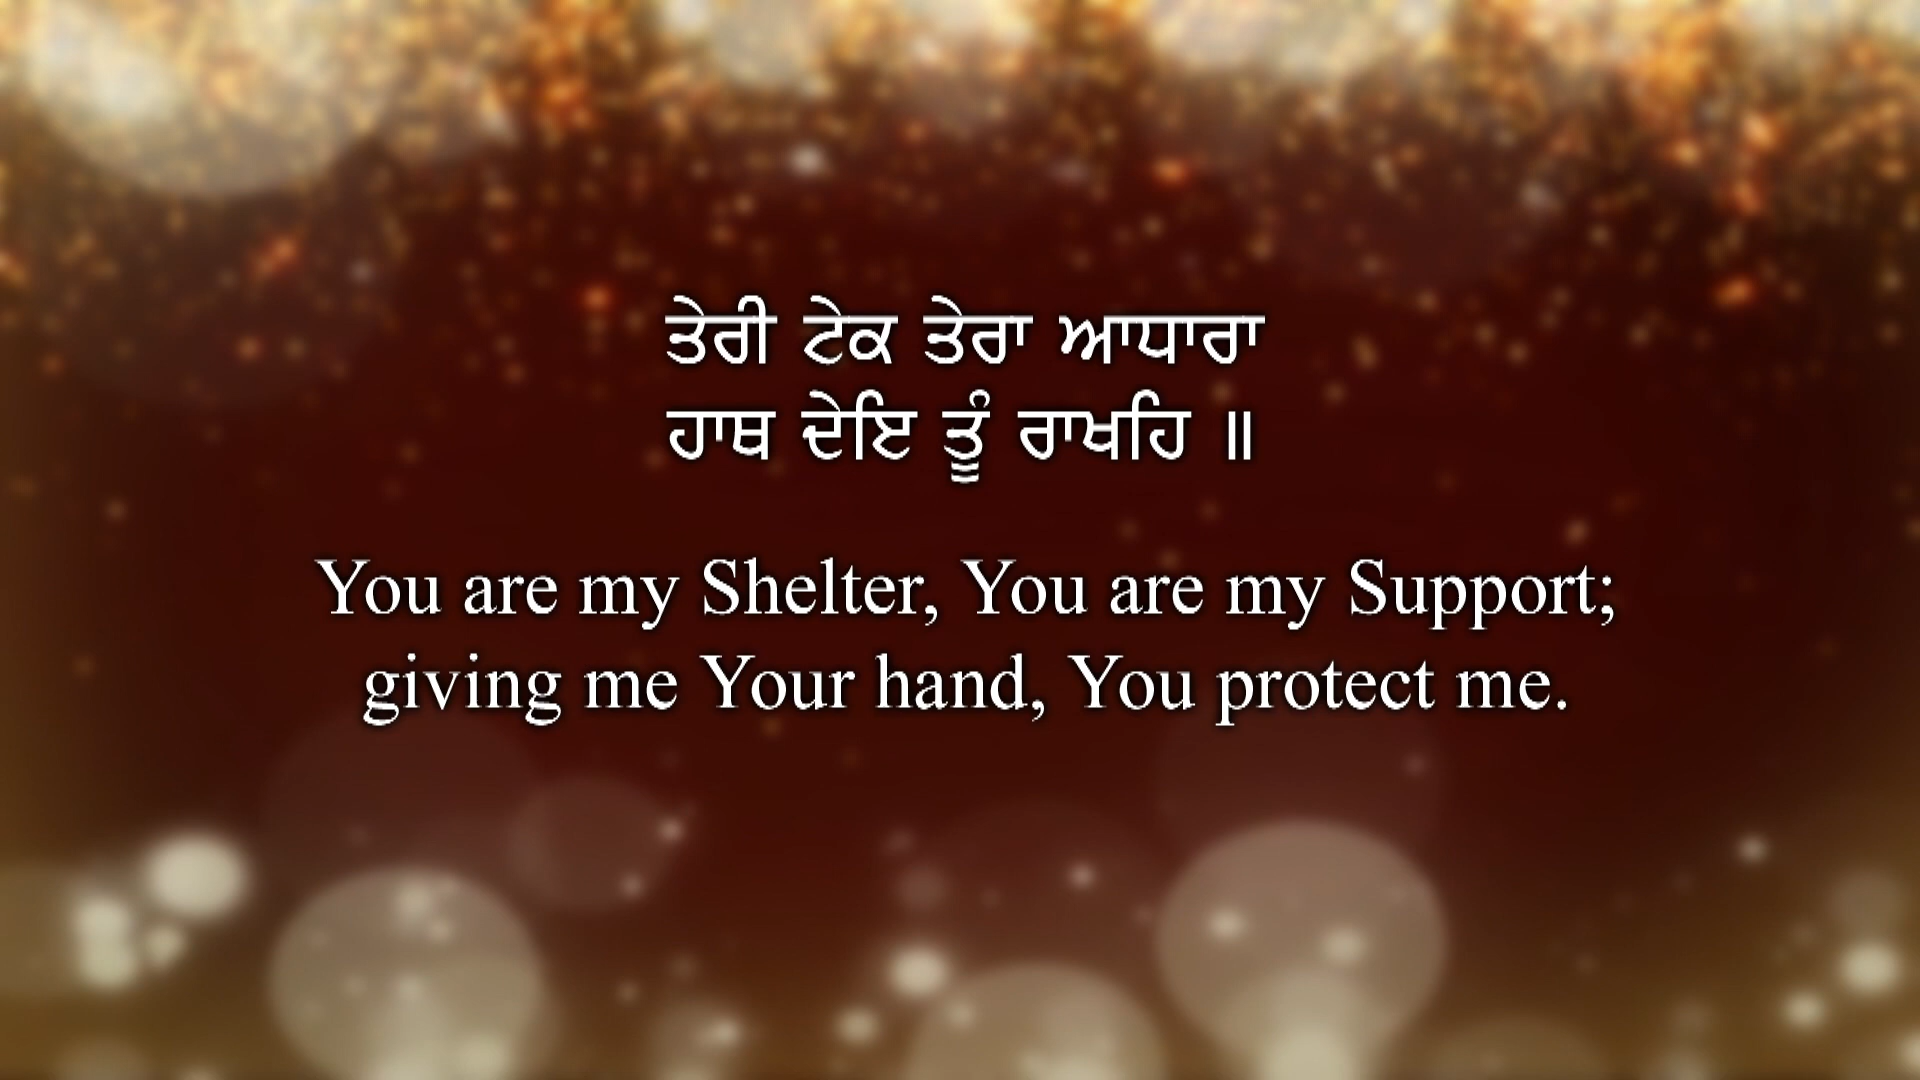 ਤੇਰੀ ਟੇਕ ਤੇਰਾ ਆਧਾਰਾ
ਹਾਥ ਦੇਇ ਤੂੰ ਰਾਖਹਿ ॥
You are my Shelter, You are my Support;
giving me Your hand, You protect me.